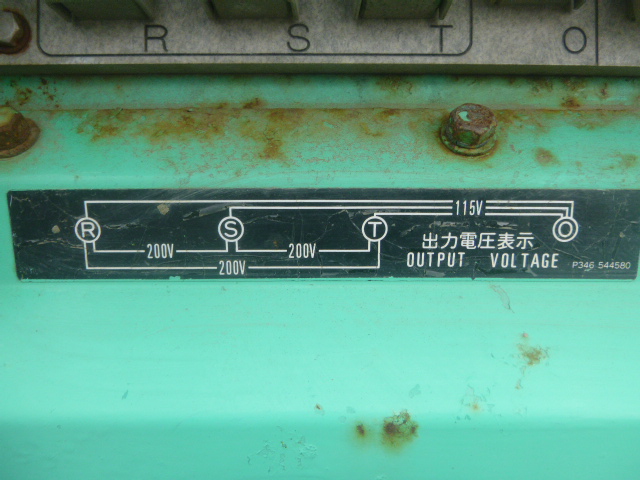 R S T O
115V
R S T O
200V 200V
200V
出力電圧表示
OUTPUT VOLTAGE
P346 544580